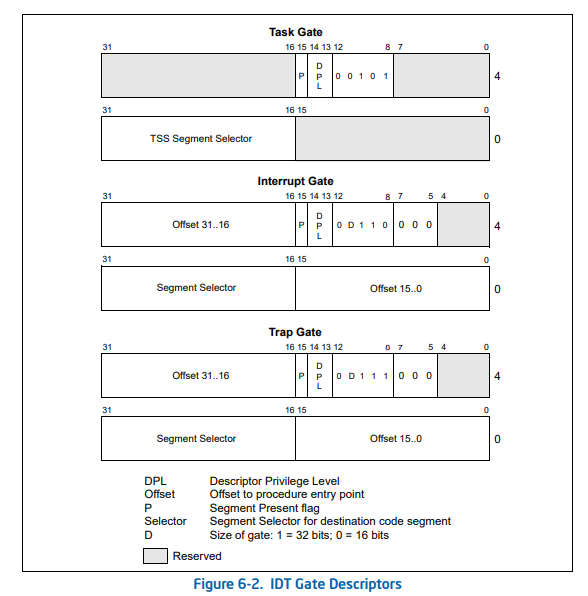 Task Gate
31 16 15 14 13 12 8 7 0
P D P L 0 0 1 0 1 4
31 16 15 0
TSS Segment Selector 0
Interrupt Gate
31 16 15 14 13 12 8 7 5 4 0
Offset 31..16 P D P L 0 D 1 1 0 0 0 0 4
31 16 15 0
Segment Selector Offset 15..0 0
Trap Gate
31 16 15 14 13 12 8 7 5 4 0
Offset 31..16 P D P L 0 D 1 1 1 0 0 0 4
31 16 15 0
Segment Selector Offset 15..0 0
DPL Descriptor Privilege Level
Offset Offset to procedure entry point
P Segment Present flag
Selector Segment Selector for destination code segment
D Size of gate: 1 = 32 bits; 0 = 16 bits
Reserved
Figure 6-2. IDT Gate Descriptors